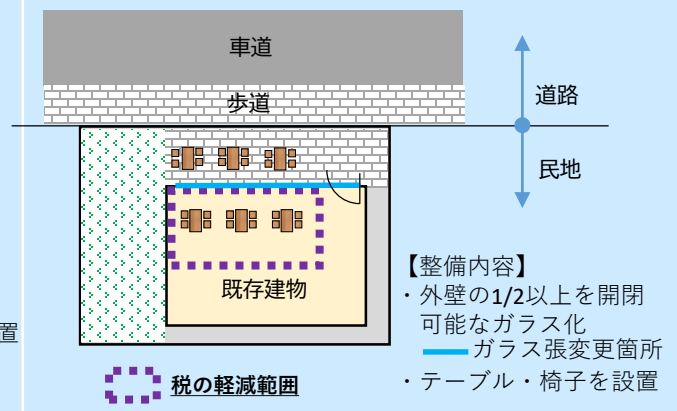 車道
歩道
道路
民地
既存建物
【整備内容】
・外壁の1/2以上を開閉
可能なガラス化
ガラス張変更箇所
・テーブル・椅子を設置
置
税の軽減範囲